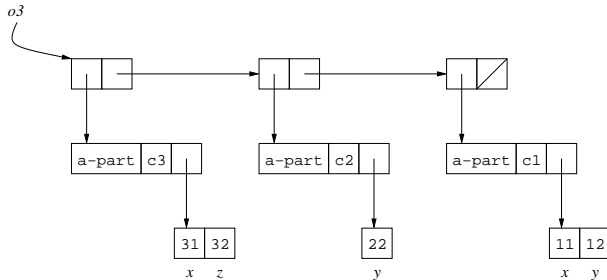 o3
a-part c3 a-part c2 a-part c1
31 32 22 11 12
x z y x y